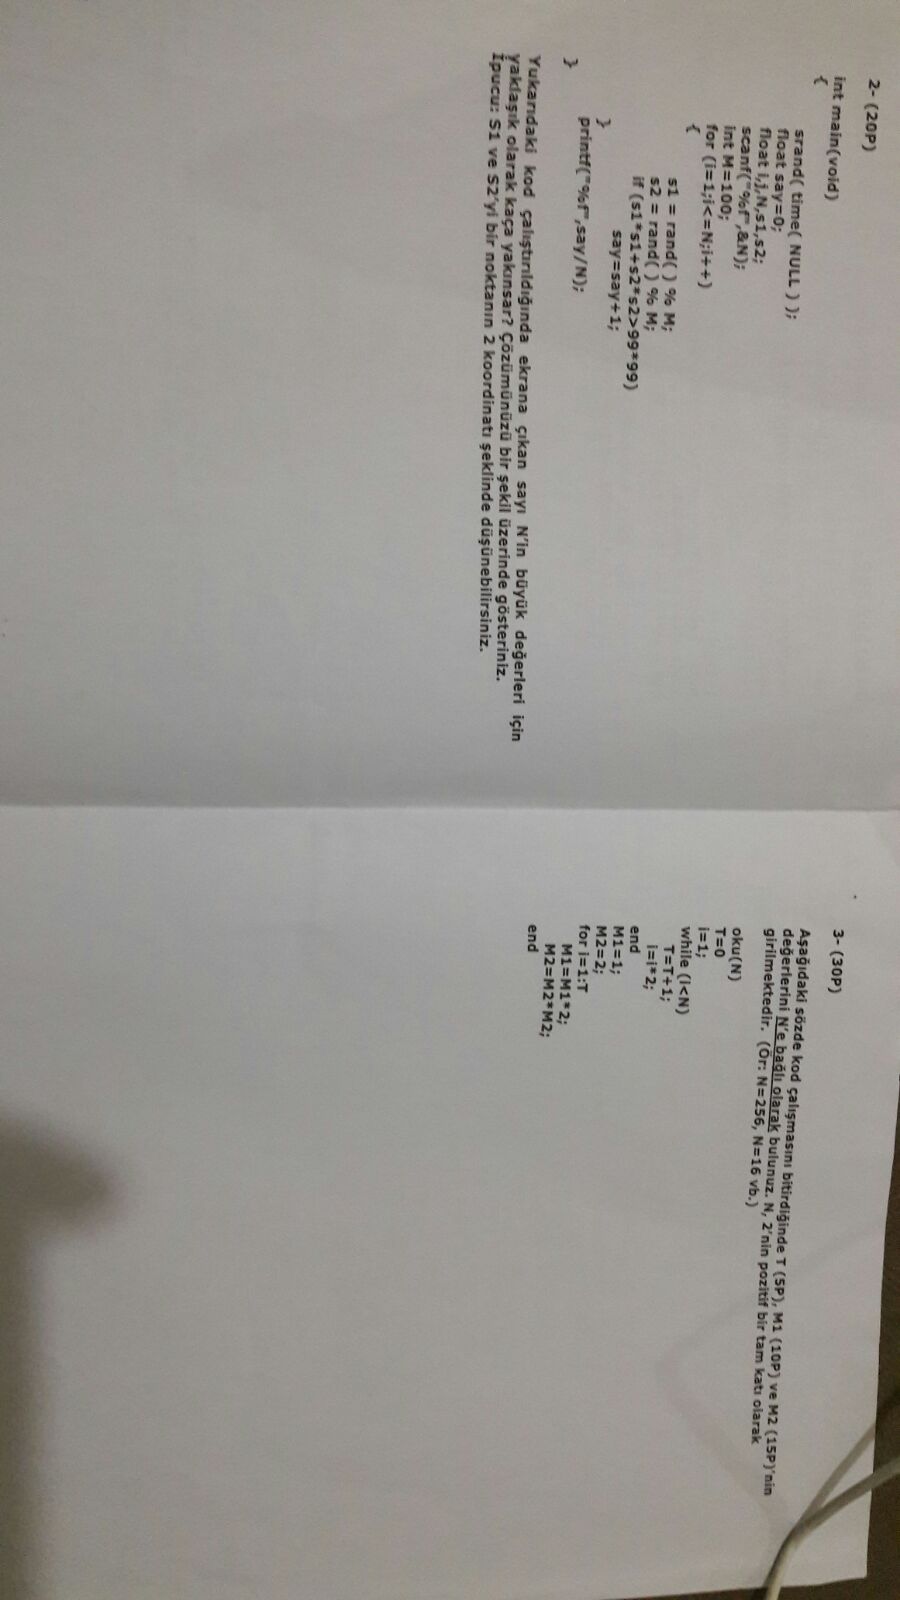 2- (20P)
int main(void)
{
srand( time( NULL ) );
float say=0;
float i,j,N,s1,s2;
scanf("%f",&N);
int M=100;
for (i=1;i<=N;i++)
{
s1 = rand( ) % M;
s2 = rand( ) % M;
if (s1*s1+s2*s2>99*99)
say=say+1;
}
printf("%f",say/N);
}
Yukarıdaki kod çalıştırıldığında ekrana çıkan sayı N'in büyük değerleri için
yaklaşık olarak kaça yakınsar? Çözümünüzü bir şekil üzerinde gösteriniz.
İpucu: S1 ve S2'yi bir noktanın 2 koordinatı şeklinde düşünebilirsiniz.
3- (30P)
Aşağıdaki sözde kod çalışmasını bitirdiğinde T (5P), M1 (10P) ve M2 (15P)'nin
değerlerini N'e bağlı olarak bulunuz. N, 2'nin pozitif bir tam katı olarak
girilmektedir. (Ör: N=256, N=16 vb.)
oku(N)
T=0
i=1;
while (i<N)
T=T+1;
i=i*2;
end
M1=1;
M2=2;
for i=1:T
M1=M1*2;
M2=M2*M2;
end